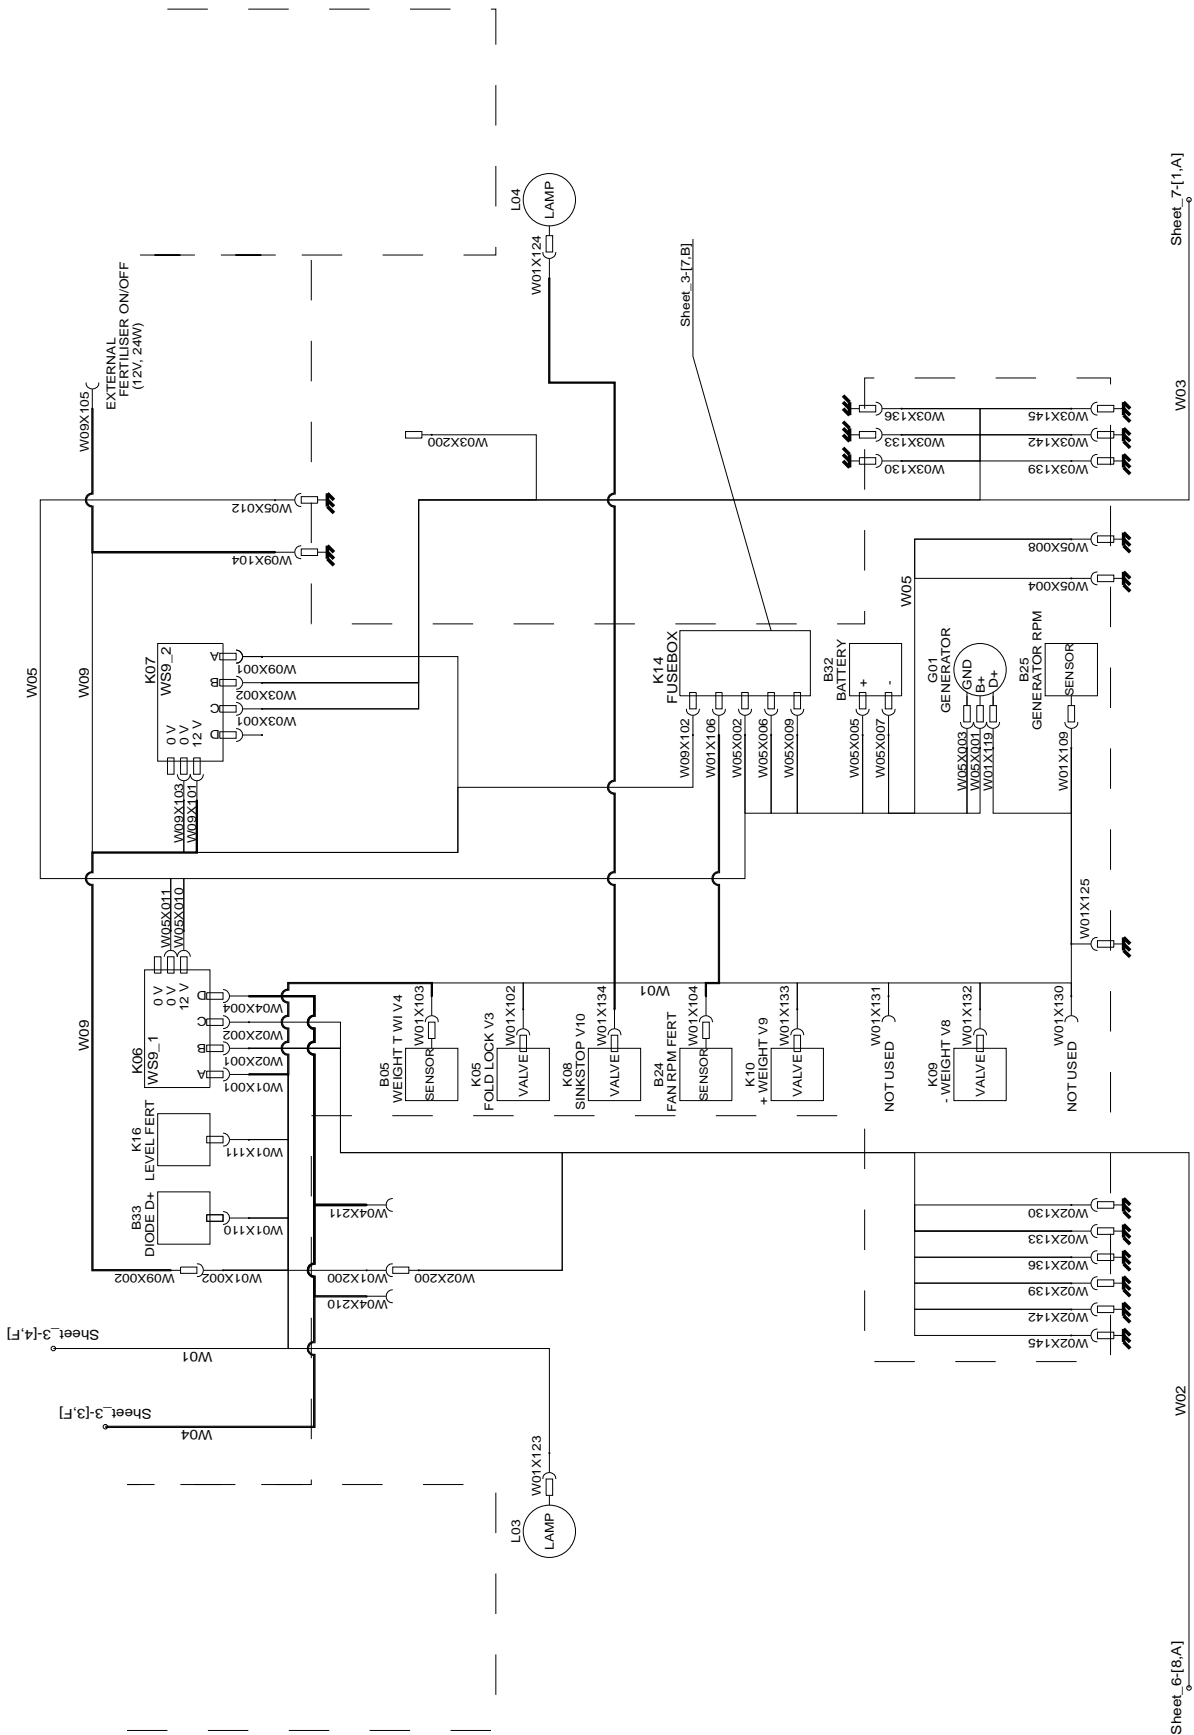 Sheet_3-[4,F]
W01
Sheet_3-[3,F]
W04
L03
LAMP
W01X123
Sheet_6-[8,A]
W02
W09X002
W01X002
W01X200
W02X200
W04X210
W04X211
B33
DIODE D+
W01X110
K16
LEVEL FERT
W01X111
W09
K06
WS9_1
0 V
0 V
12 V
A
B
C
D
W01X001
W02X001
W02X002
W04X004
W05X011
W05X010
B05
WEIGHT T WI V4
SENSOR
W01X103
K05
FOLD LOCK V3
VALVE
W01X102
K08
SINKSTOP V10
VALVE
W01X134
W01
B24
FAN RPM FERT
SENSOR
W01X104
K10
+ WEIGHT V9
VALVE
W01X133
NOT USED
W01X131
K09
- WEIGHT V8
VALVE
W01X132
NOT USED
W01X130
W01X125
W02X145
W02X142
W02X139
W02X136
W02X133
W02X130
W05
W09
K07
WS9_2
0 V
0 V
12 V
A
B
C
D
W09X001
W03X002
W03X001
W09X103
W09X101
W09X104
W05X012
W09X105
EXTERNAL
FERTILISER ON/OFF
(12V, 24W)
W03X200
L04
LAMP
W01X124
Sheet_3-[7,B]
K14
FUSEBOX
W09X102
W01X106
W05X002
W05X006
W05X009
B32
BATTERY
+
-
W05X005
W05X007
G01
GENERATOR
GND
B+
D+
W05X003
W05X001
W01X119
B25
GENERATOR RPM
SENSOR
W01X109
W05
W05X004
W05X008
W03X130
W03X133
W03X136
W03X139
W03X142
W03X145
W03
Sheet_7-[1,A]